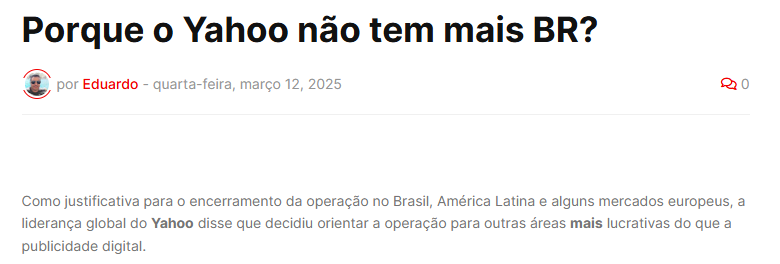 Porque o Yahoo não tem mais BR?
por Eduardo - quarta-feira, março 12, 2025 0
Como justificativa para o encerramento da operação no Brasil, América Latina e alguns mercados europeus, a
liderança global do Yahoo disse que decidiu orientar a operação para outras áreas mais lucrativas do que a
publicidade digital.